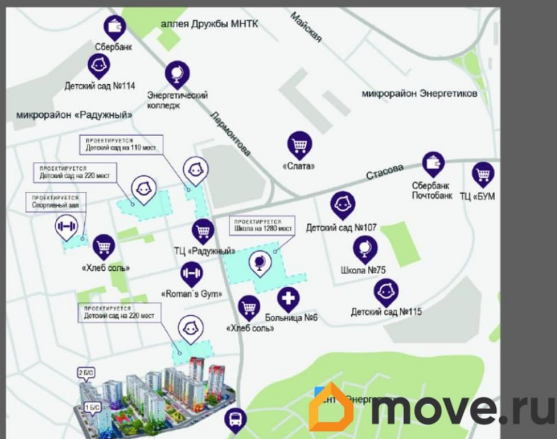 аллея Дружбы МНТК
Майская
Сбербанк
Детский сад №114
Энергетический
колледж
микрорайон Энергетиков
микрорайон «Радужный»
Лермонтова
ПРОЕКТИРУЕТСЯ
Детский сад на 110 мест
«Слата»
Стасова
ПРОЕКТИРУЕТСЯ
Детский сад на 220 мест
Сбербанк
Почтобанк
ТЦ «БУМ
ПРОЕКТИРУЕТСЯ
Спортивный зал
ПРОЕКТИРУЕТСЯ
Школа на 1280 мест
Детский сад №107
ТЦ «Радужный»
«Хлеб соль»
Школа №75
«Roman`s Gym»
ПРОЕКТИРУЕТСЯ
Детский сад на 220 мест
«Хлеб соль»
Больница №6
Детский сад №115
2 Б/С
1 Б/С
move.ru